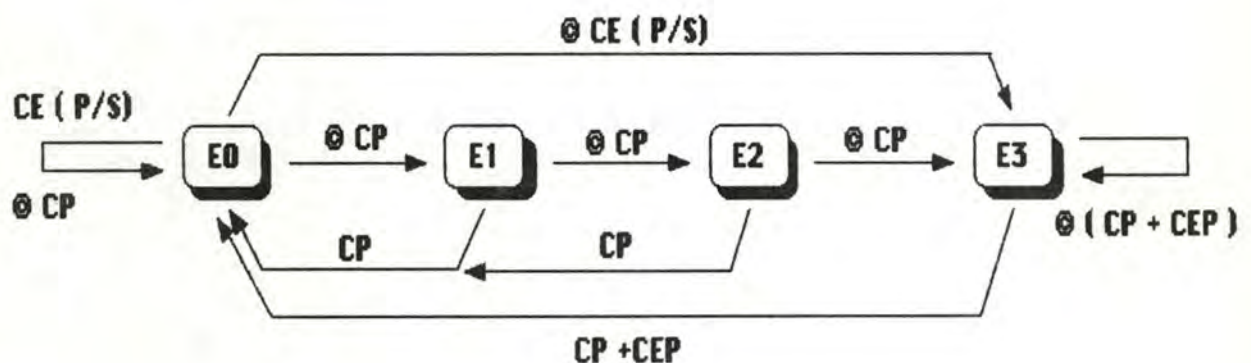 @ CE ( P/S)
CE ( P/S)
E0
@ CP
E1
@ CP
E2
@ CP
E3
@ CP
@ ( CP + CEP )
CP
CP
CP +CEP